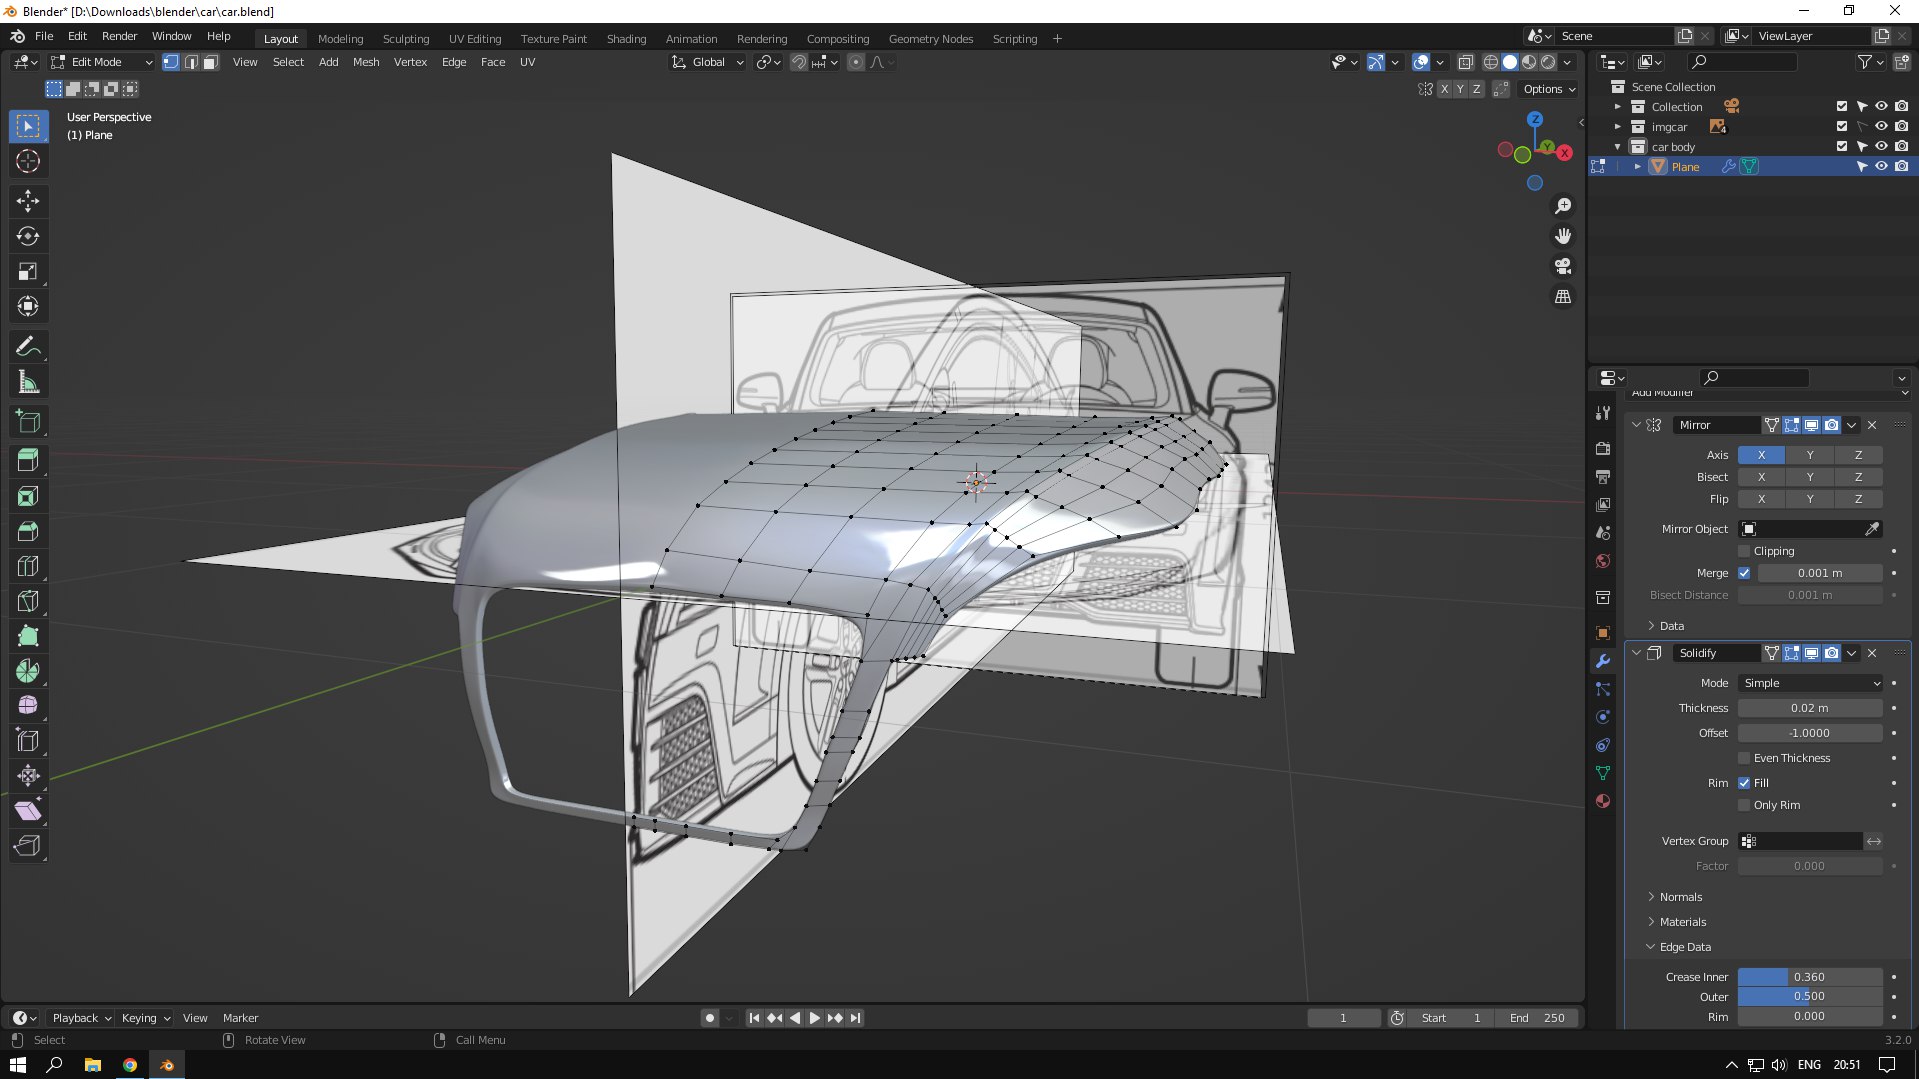 Blender* [D:\Downloads\blender\car\car.blend]
File Edit Render Window Help Layout Modeling Sculpting UV Editing Texture Paint Shading Animation Rendering Compositing Geometry Nodes Scripting + Scene ViewLayer
Edit Mode View Select Add Mesh Vertex Edge Face UV Global
X Y Z Options
User Perspective
(1) Plane
Z
Y
X
Scene Collection
Collection
imgcar 4
car body
Plane
Add Modifier
Mirror
Axis X Y Z
Bisect X Y Z
Flip X Y Z
Mirror Object
Clipping
Merge 0.001 m
Bisect Distance 0.001 m
Data
Solidify
Mode Simple
Thickness 0.02 m
Offset -1.0000
Even Thickness
Rim Fill
Only Rim
Vertex Group
Factor 0.000
Normals
Materials
Edge Data
Crease Inner 0.360
Outer 0.500
Rim 0.000
Playback Keying View Marker 1 Start 1 End 250
Select Rotate View Call Menu 3.2.0
ENG 20:51